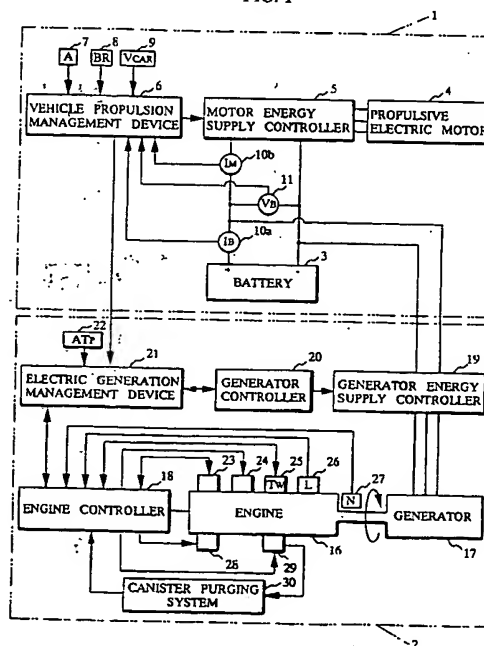 1
7 8 9
A BR VCAR
6 5 4
VEHICLE PROPULSION
MANAGEMENT DEVICE
MOTOR ENERGY
SUPPLY CONTROLLER
PROPULSIVE
ELECTRIC MOTOR
IM
10b
11
VB
IB
10a
3
BATTERY
22
ATP
21 20 19
ELECTRIC GENERATION
MANAGEMENT DEVICE
GENERATOR
CONTROLLER
GENERATOR ENERGY
SUPPLY CONTROLLER
23 24 25 26 27
TW L N
18
ENGINE CONTROLLER
ENGINE
GENERATOR
16 17
28 29
30
CANISTER PURGING
SYSTEM
2